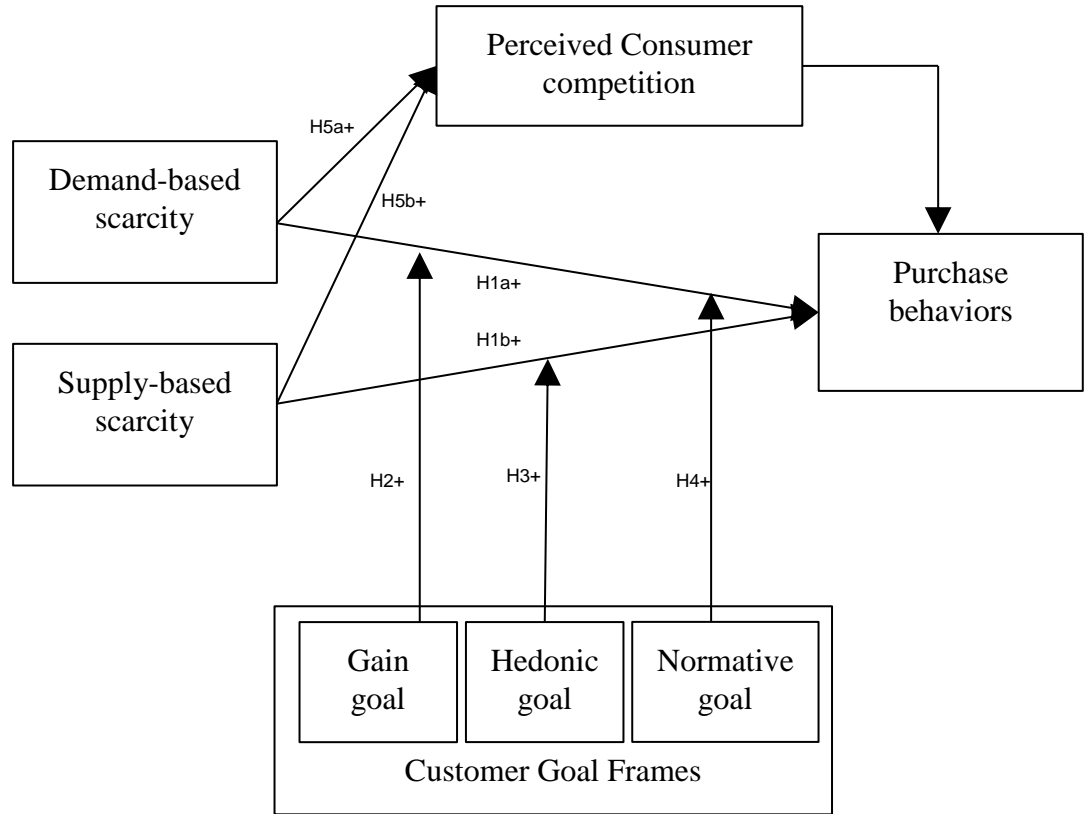 Perceived Consumer
competition
H5a+
Demand-based
scarcity
H5b+
H1a+
Purchase
behaviors
H1b+
Supply-based
scarcity
H2+
H3+
H4+
Gain
goal
Hedonic
goal
Normative
goal
Customer Goal Frames